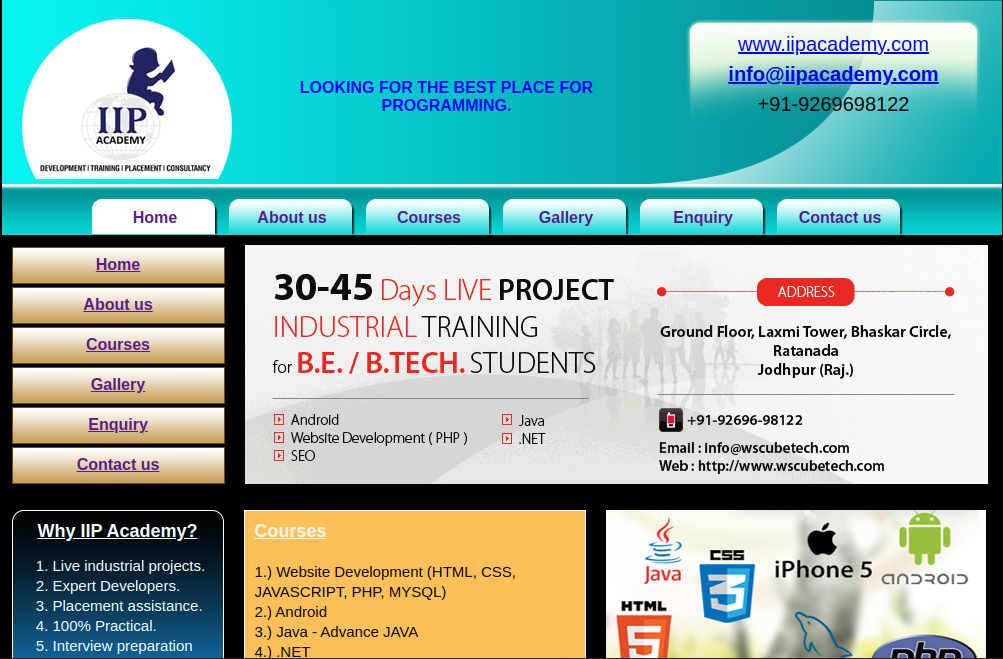 IIP
ACADEMY
DEVELOPMENT | TRAINING | PLACEMENT | CONSULTANCY
LOOKING FOR THE BEST PLACE FOR
PROGRAMMING.
www.iipacademy.com
info@iipacademy.com
+91-9269698122
Home
About us
Courses
Gallery
Enquiry
Contact us
Home
About us
Courses
Gallery
Enquiry
Contact us
30-45 Days LIVE PROJECT
INDUSTRIAL TRAINING
for B.E. / B.TECH. STUDENTS
Android
Website Development ( PHP )
SEO
Java
.NET
ADDRESS
Ground Floor, Laxmi Tower, Bhaskar Circle,
Ratanada
Jodhpur (Raj.)
+91-92696-98122
Email : Info@wscubetech.com
Web : http://www.wscubetech.com
Why IIP Academy?
1. Live industrial projects.
2. Expert Developers.
3. Placement assistance.
4. 100% Practical.
5. Interview preparation
Courses
1.) Website Development (HTML, CSS,
JAVASCRIPT, PHP, MYSQL)
2.) Android
3.) Java - Advance JAVA
4.) .NET
Java
CSS
3
iPhone 5
ANDROID
HTML
5
php